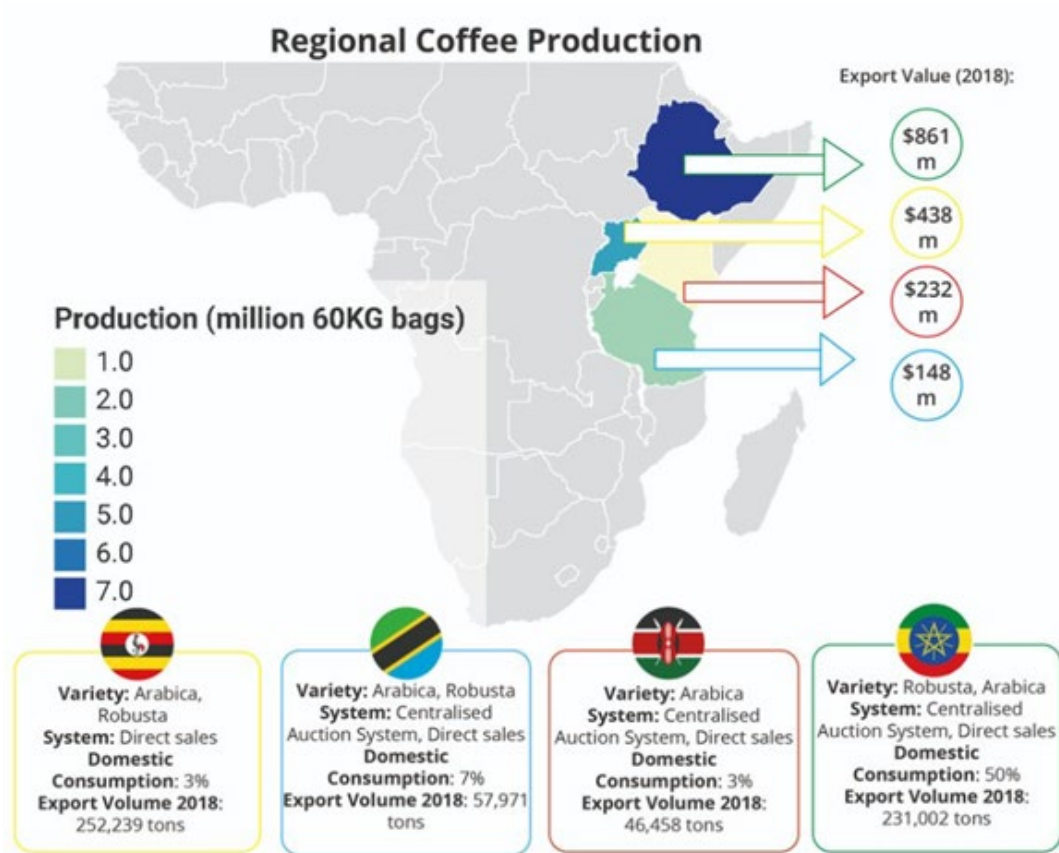 Regional Coffee Production
Export Value (2018):
$861
m
$438
m
$232
m
$148
m
Production (million 60KG bags)
1.0
2.0
3.0
4.0
5.0
6.0
7.0
Variety: Arabica,
Robusta
System: Direct sales
Domestic
Consumption: 3%
Export Volume 2018:
252,239 tons
Variety: Arabica, Robusta
System: Centralised
Auction System, Direct sales
Domestic
Consumption: 7%
Export Volume 2018: 57,971
tons
Variety: Arabica
System: Centralised
Auction System, Direct sales
Domestic
Consumption: 3%
Export Volume 2018:
46,458 tons
Variety: Robusta, Arabica
System: Centralised
Auction System, Direct sales
Domestic
Consumption: 50%
Export Volume 2018:
231,002 tons